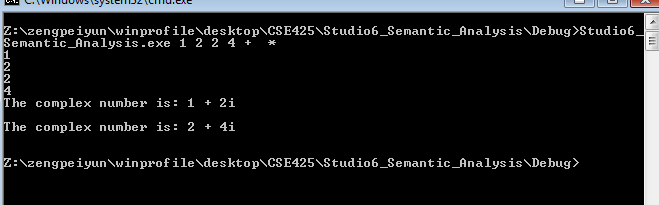 C:\Windows\system32\cmd.exe
Z:\zengpeiyun\winprofile\desktop\CSE425\Studio6_Semantic_Analysis\Debug>Studio6_
Semantic_Analysis.exe 1 2 2 4 +  *
1
2
2
4
The complex number is: 1 + 2i
The complex number is: 2 + 4i
Z:\zengpeiyun\winprofile\desktop\CSE425\Studio6_Semantic_Analysis\Debug>